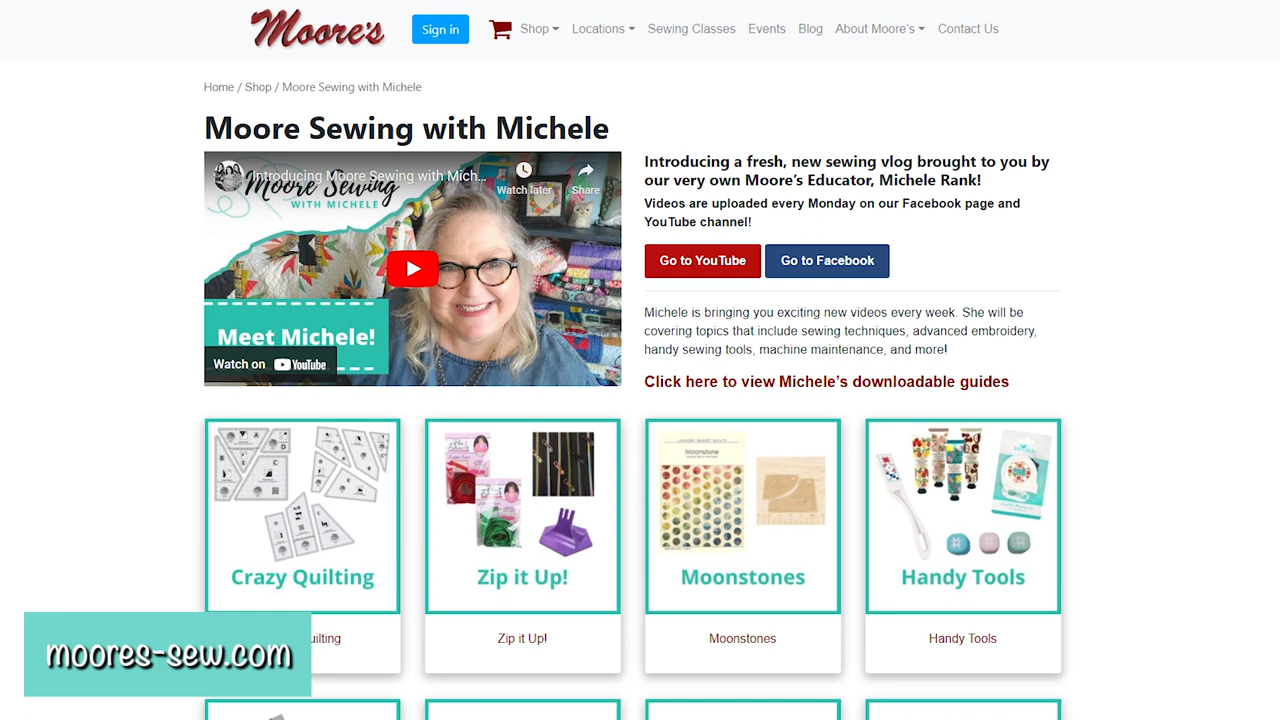 Moore's
Sign in
Shop
Locations
Sewing Classes
Events
Blog
About Moore's
Contact Us
Home / Shop / Moore Sewing with Michele
Moore Sewing with Michele
Introducing Moore Sewing with Mich...
Watch later
Share
Moore Sewing
WITH MICHELE
Meet Michele!
Watch on YouTube
Introducing a fresh, new sewing vlog brought to you by
our very own Moore's Educator, Michele Rank!
Videos are uploaded every Monday on our Facebook page and
YouTube channel!
Go to YouTube
Go to Facebook
Michele is bringing you exciting new videos every week. She will be
covering topics that include sewing techniques, advanced embroidery,
handy sewing tools, machine maintenance, and more!
Click here to view Michele's downloadable guides
Crazy Quilting
Zip it Up!
Moonstone
Moonstones
Handy Tools
uilting
Zip it Up!
Moonstones
Handy Tools
moores-sew.com